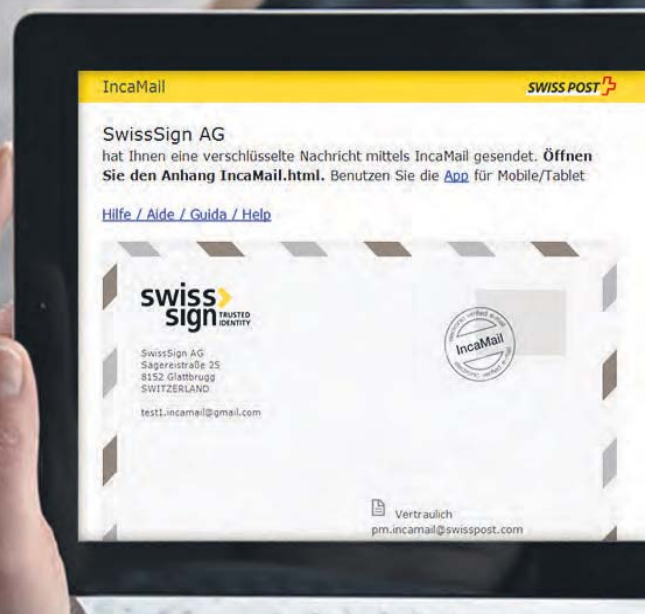 IncaMail
SWISS POST
SwissSign AG
hat Ihnen eine verschlüsselte Nachricht mittels IncaMail gesendet. Öffnen
Sie den Anhang IncaMail.html. Benutzen Sie die App für Mobile/Tablet
Hilfe / Aide / Guida / Help
swiss
sign TRUSTED
IDENTITY
IncaMail
SwissSign AG
Sägereistraße 25
8152 Glattbrugg
SWITZERLAND
test1.incamail@gmail.com
Vertraulich
pm.incamail@swisspost.com